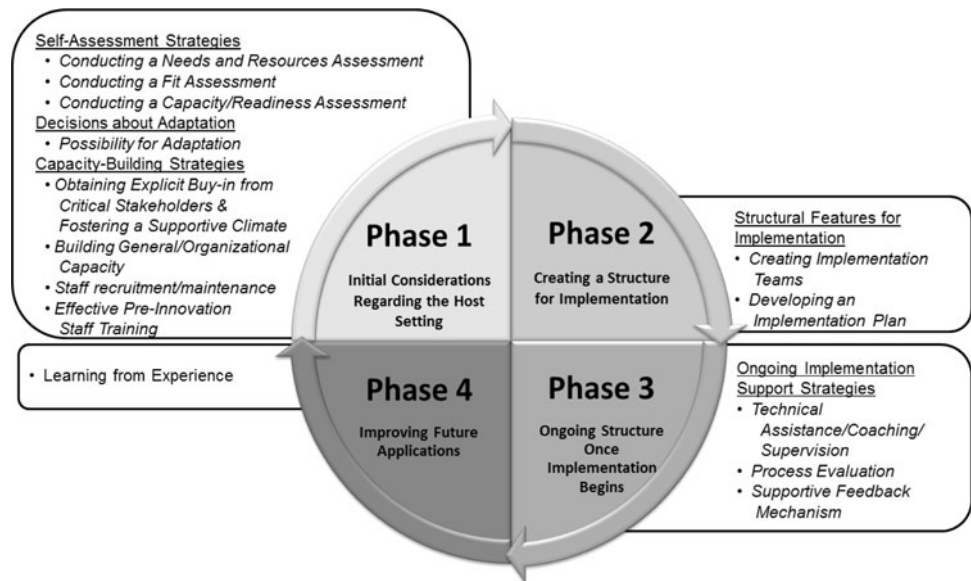 Self-Assessment Strategies
• Conducting a Needs and Resources Assessment
• Conducting a Fit Assessment
• Conducting a Capacity/Readiness Assessment
Decisions about Adaptation
• Possibility for Adaptation
Capacity-Building Strategies
• Obtaining Explicit Buy-in from
Critical Stakeholders &
Fostering a Supportive Climate
• Building General/Organizational
Capacity
• Staff recruitment/maintenance
• Effective Pre-Innovation
Staff Training
Phase 1
Initial Considerations
Regarding the Host
Setting
Phase 2
Creating a Structure
for Implementation
Structural Features for
Implementation
• Creating Implementation
Teams
• Developing an
Implementation Plan
Phase 3
Ongoing Structure
Once
Implementation
Begins
Ongoing Implementation
Support Strategies
• Technical
Assistance/Coaching/
Supervision
• Process Evaluation
• Supportive Feedback
Mechanism
Phase 4
Improving Future
Applications
• Learning from Experience